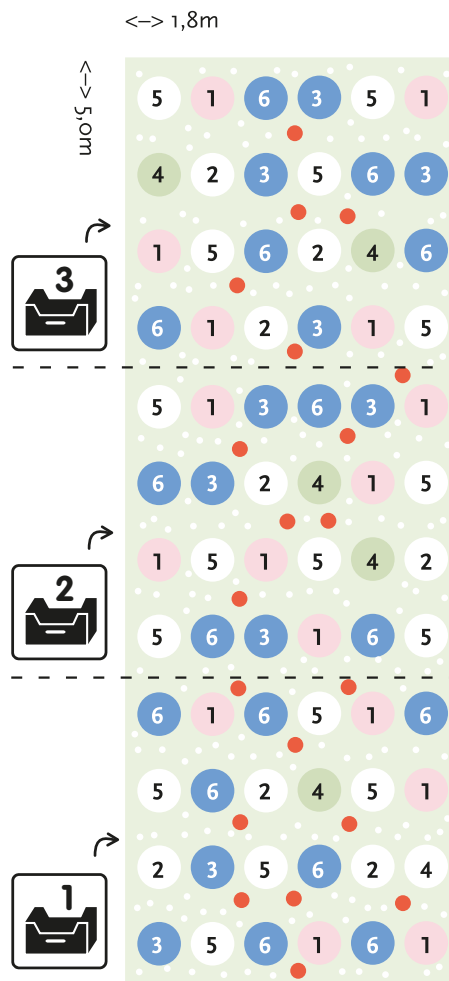 <–> 1,8m
<–> 5,0m
5 1 6 3 5 1
4 2 3 5 6 3
3
1 5 6 2 4 6
6 1 2 3 1 5
5 1 3 6 3 1
6 3 2 4 1 5
2
1 5 1 5 4 2
5 6 3 1 6 5
6 1 6 5 1 6
5 6 2 4 5 1
1
2 3 5 6 2 4
3 5 6 1 6 1